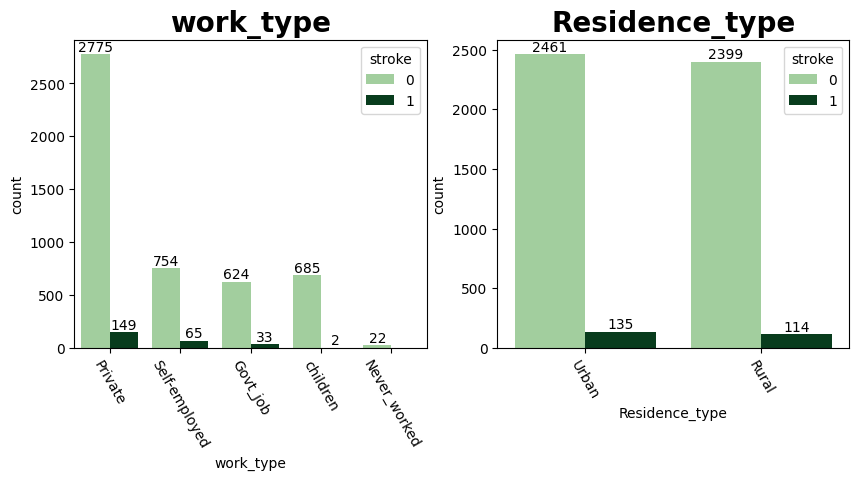 work_type
2775
754
624
685
22
149
65
33
2
stroke
0
1
count
2500
2000
1500
1000
500
0
Private
Self-employed
Govt_job
children
Never_worked
work_type
Residence_type
2461
2399
135
114
stroke
0
1
count
2500
2000
1500
1000
500
0
Urban
Rural
Residence_type